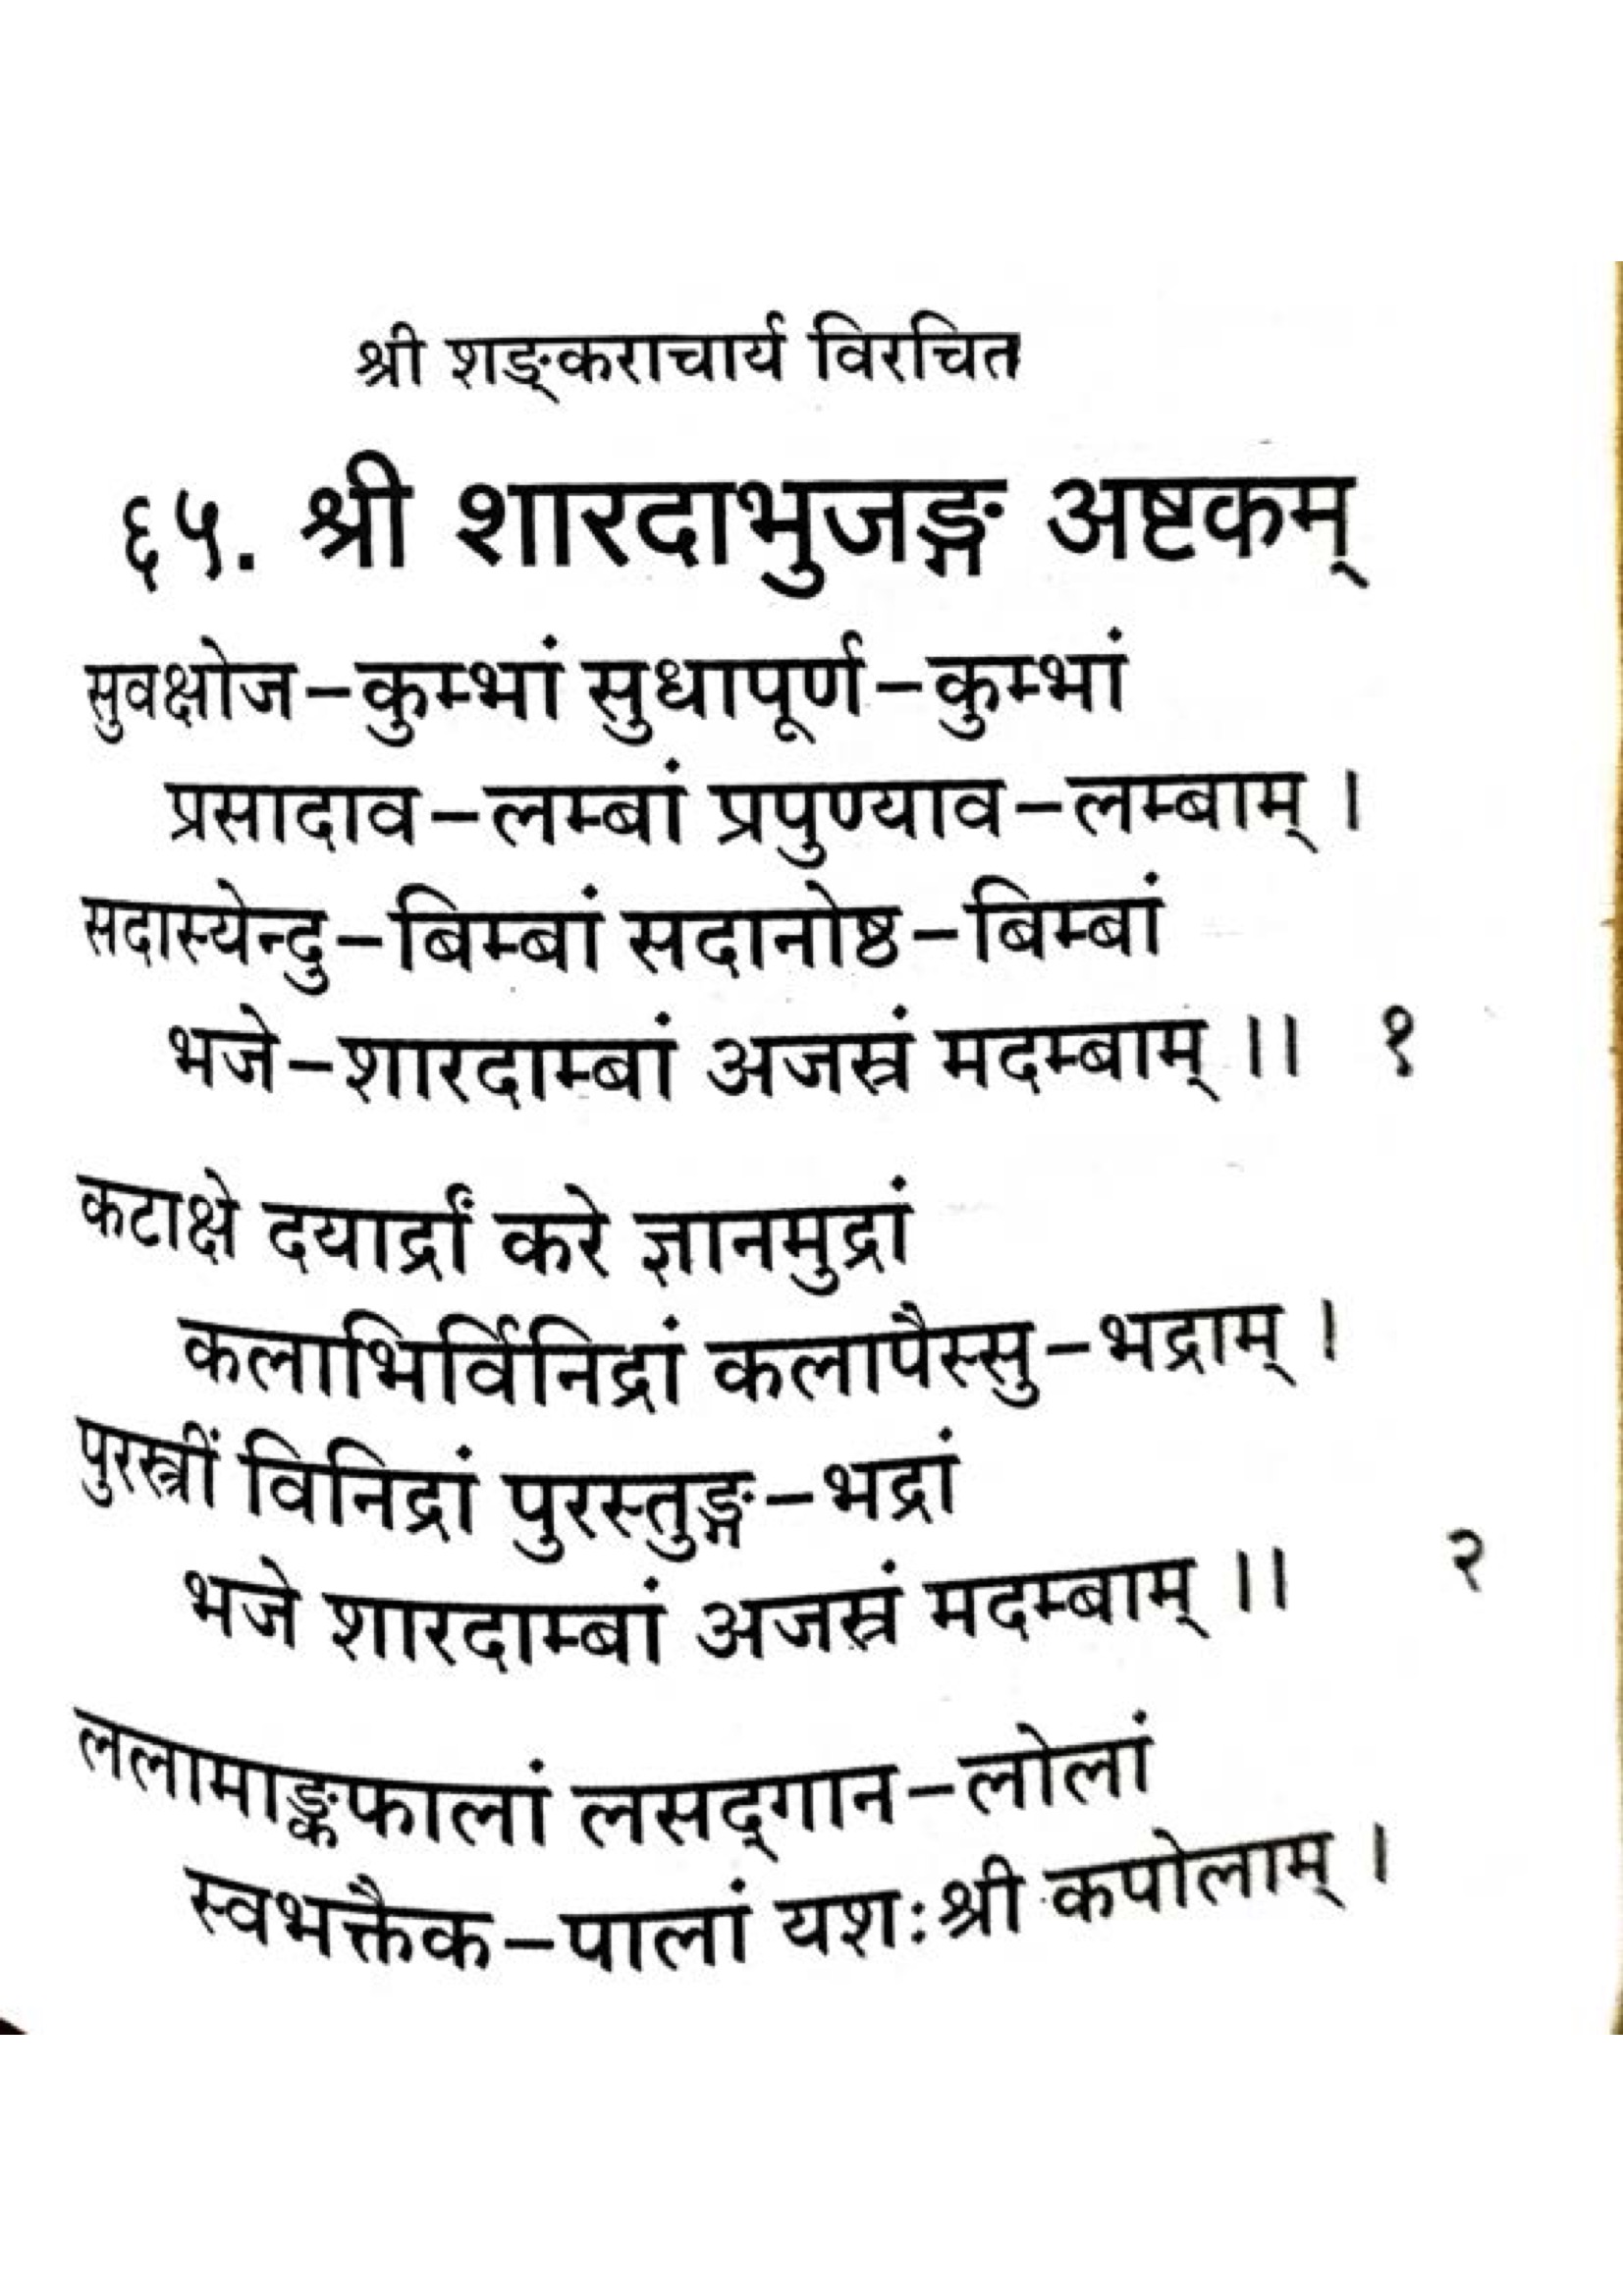 श्री शङ्कराचार्य विरचित
६५. श्री शारदाभुजङ्ग अष्टकम्
सुवक्षोज-कुम्भां सुधापूर्ण-कुम्भां
प्रसादाव-लम्बां प्रपुण्याव-लम्बाम् ।
सदास्येन्दु-बिम्बां सदानोष्ठ-बिम्बां
भजे-शारदाम्बां अजस्रं मदम्बाम् ।। १
कटाक्षे दयार्द्रां करे ज्ञानमुद्रां
कलाभिर्विनिद्रां कलापैस्सु-भद्राम् ।
पुरस्त्रीं विनिद्रां पुरस्तुङ्ग-भद्रां
भजे शारदाम्बां अजस्रं मदम्बाम् ।। २
ललामाङ्कफालां लसद्गान-लोलां
स्वभक्तैक-पालां यशःश्री कपोलाम् ।